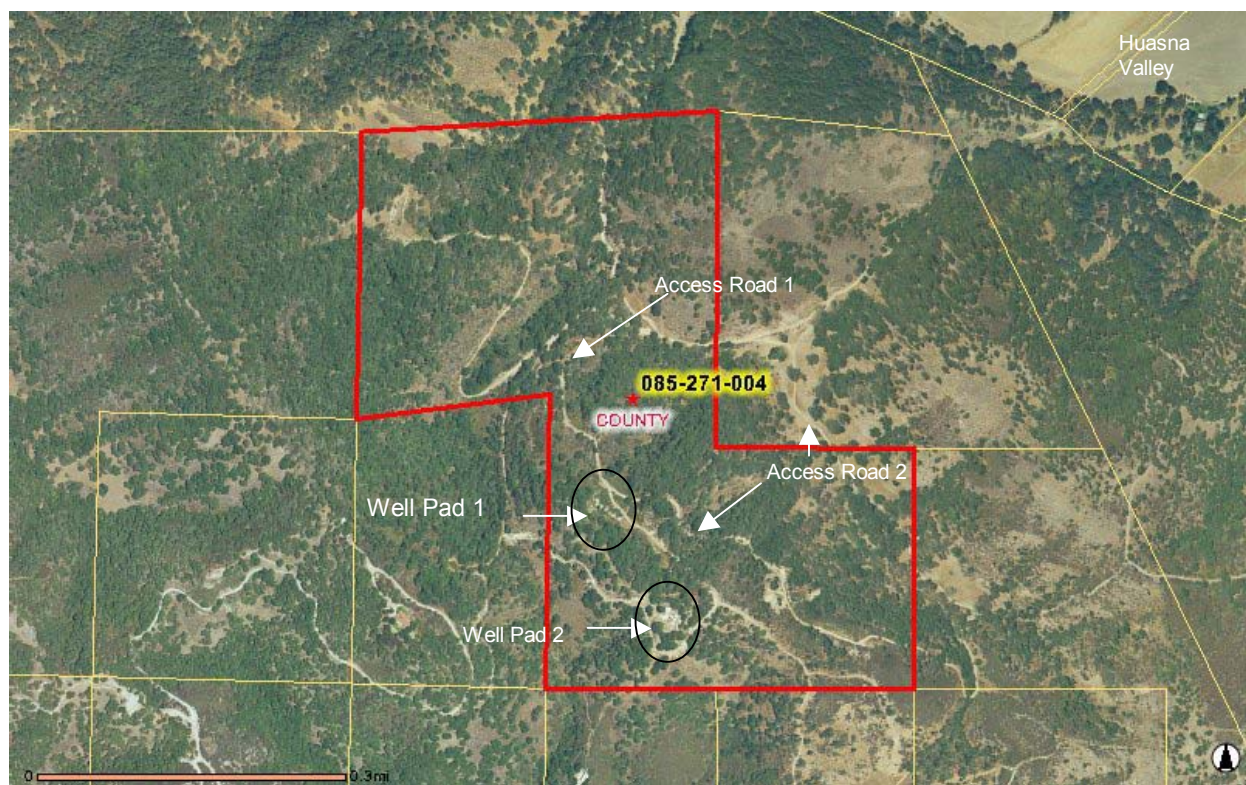 Huasna
Valley
Access Road 1
085-271-004
COUNTY
Access Road 2
Well Pad 1
Well Pad 2
0 0.3mi